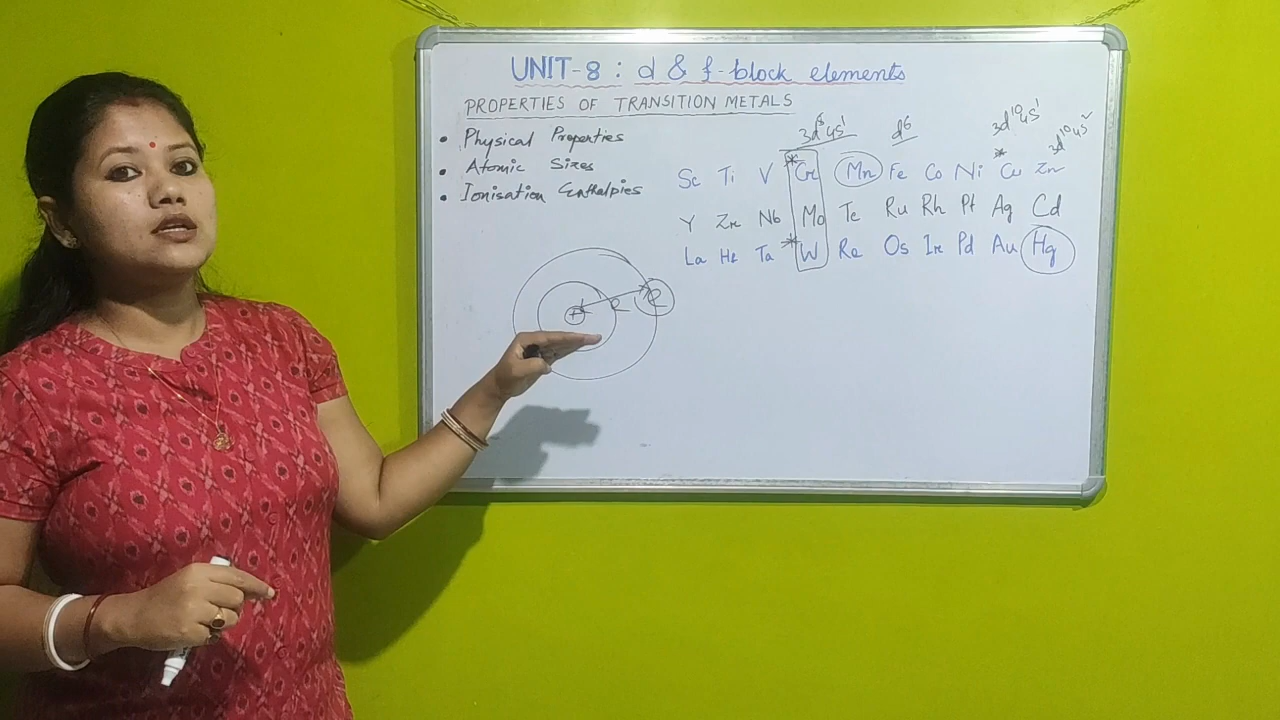 UNIT-8 : d & f-block elements
PROPERTIES OF TRANSITION METALS
• Physical Properties
• Atomic Sizes
• Ionisation Enthalpies
3d⁵4s¹ d⁶ 3d¹⁰4s¹ 3d¹⁰4s²
Sc Ti V *Cr Mn Fe Co Ni *Cu Zn
Y Zr Nb Mo Tc Ru Rh Pt Ag Cd
La Hf Ta *W Re Os Ir Pd Au Hg